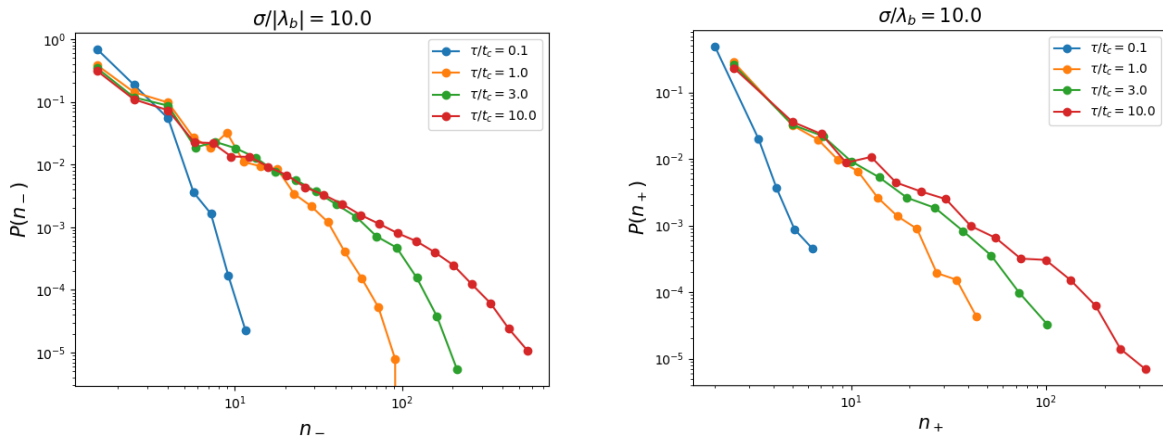 σ/|λ_b| = 10.0
P(n_−)
10^0
10^−1
10^−2
10^−3
10^−4
10^−5
τ/t_c = 0.1
τ/t_c = 1.0
τ/t_c = 3.0
τ/t_c = 10.0
10^1
10^2
n_−
σ/λ_b = 10.0
P(n_+)
10^−1
10^−2
10^−3
10^−4
10^−5
τ/t_c = 0.1
τ/t_c = 1.0
τ/t_c = 3.0
τ/t_c = 10.0
10^1
10^2
n_+